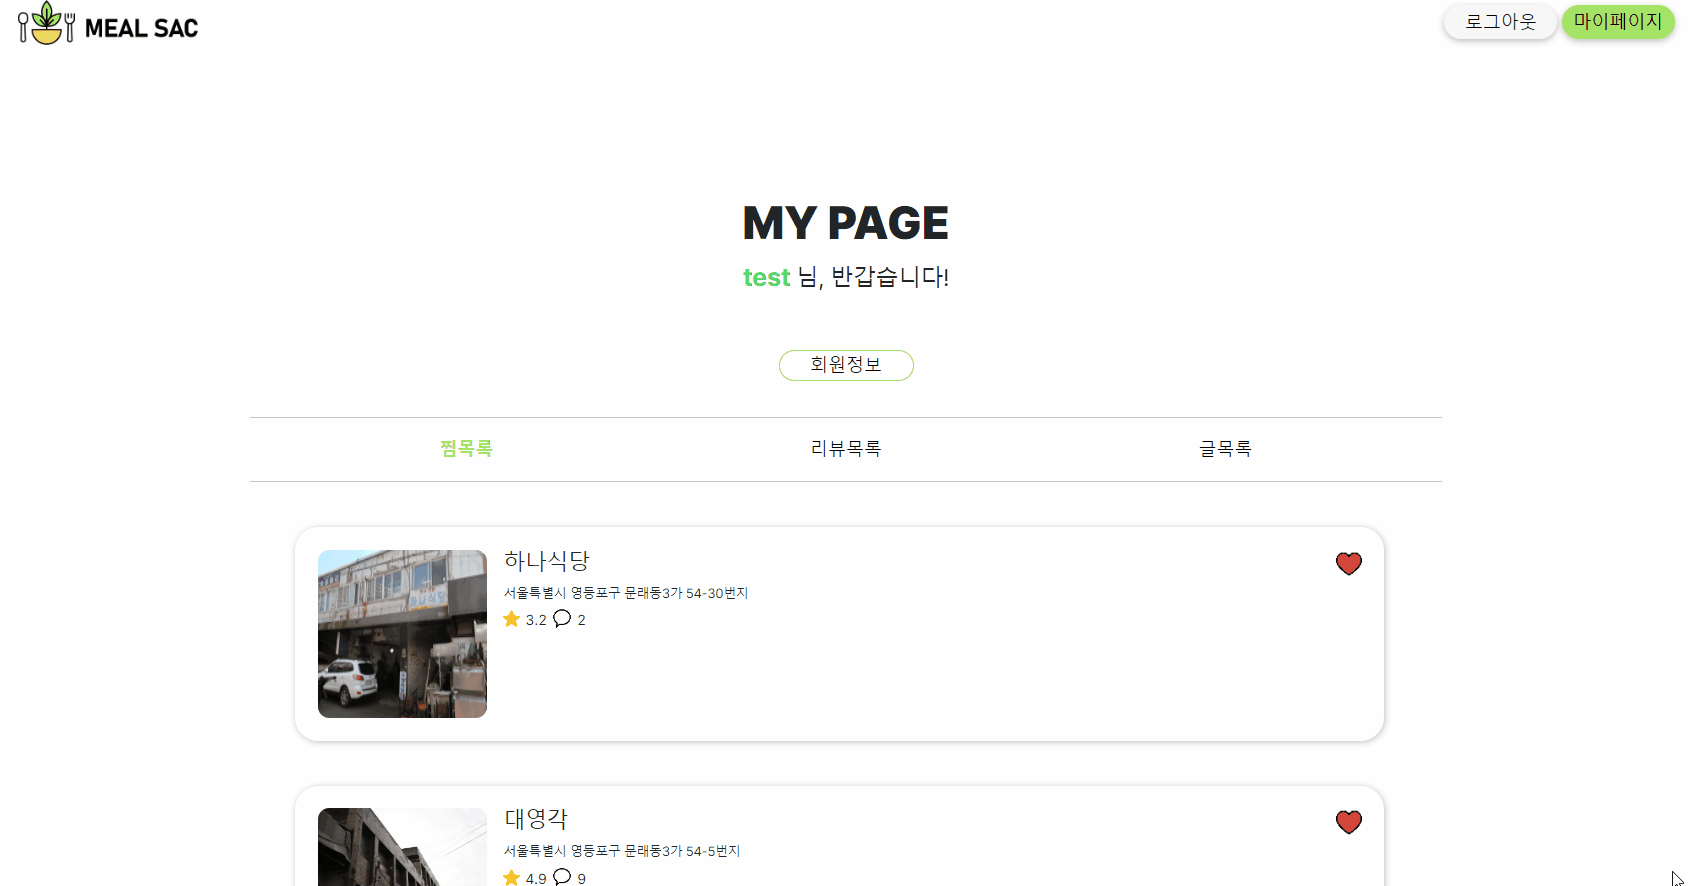 MEAL SAC
로그아웃 마이페이지
MY PAGE
test 님, 반갑습니다!
회원정보
찜목록 리뷰목록 글목록
하나식당
하나식당
서울특별시 영등포구 문래동3가 54-30번지
3.2 2
대영각
서울특별시 영등포구 문래동3가 54-5번지
4.9 9